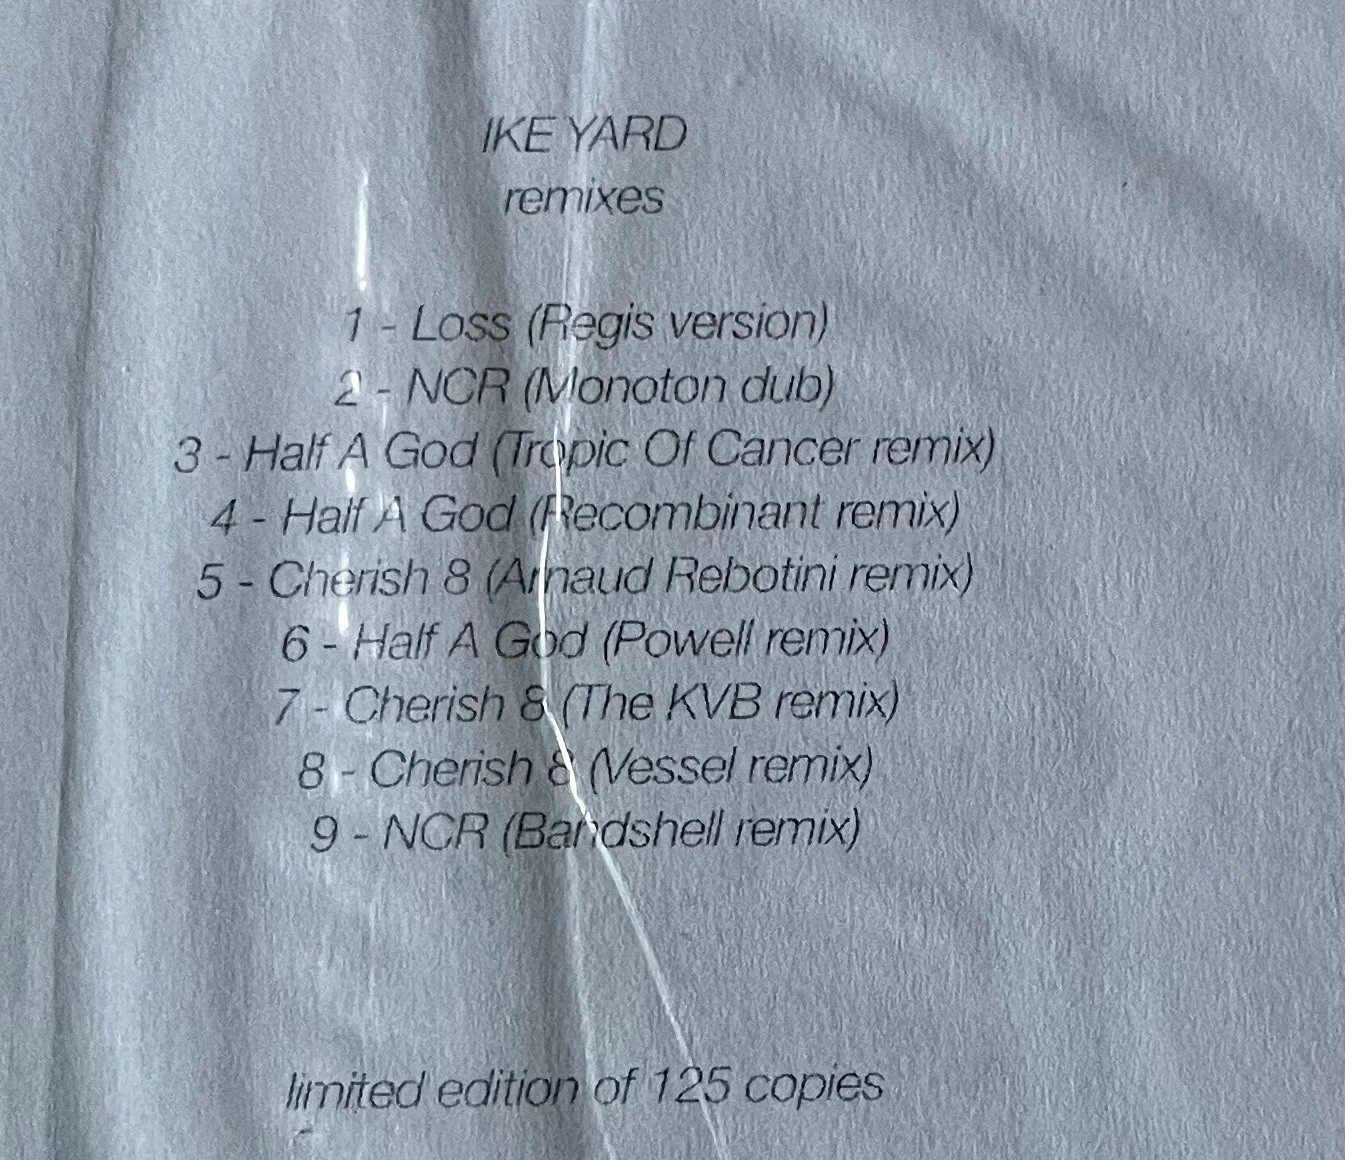 IKE YARD
remixes
1 - Loss (Regis version)
2 - NCR (Monoton dub)
3 - Half A God (Tropic Of Cancer remix)
4 - Half A God (Recombinant remix)
5 - Cherish 8 (Arnaud Rebotini remix)
6 - Half A God (Powell remix)
7 - Cherish 8 (The KVB remix)
8 - Cherish 8 (Vessel remix)
9 - NCR (Bandshell remix)
limited edition of 125 copies